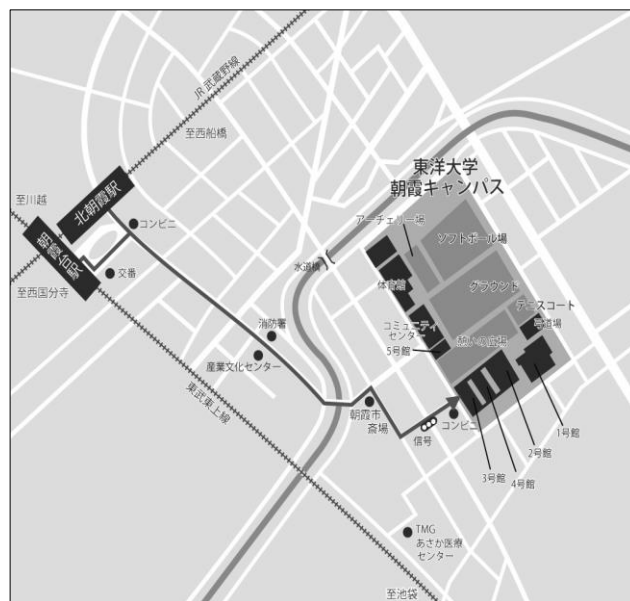 JR 武蔵野線
至西船橋
東洋大学
朝霞キャンパス
至川越
北朝霞駅
コンビニ
アーチェリー場
ソフトボール場
朝霞台駅
交番
水道橋
体育館
グラウンド
至西国分寺
テニスコート
消防署
コミュニティ
センター
弓道場
憩いの広場
5号館
産業文化センター
東武東上線
朝霞市
斎場
コンビニ
信号
1号館
2号館
3号館
4号館
TMG
あさか医療
センター
至池袋